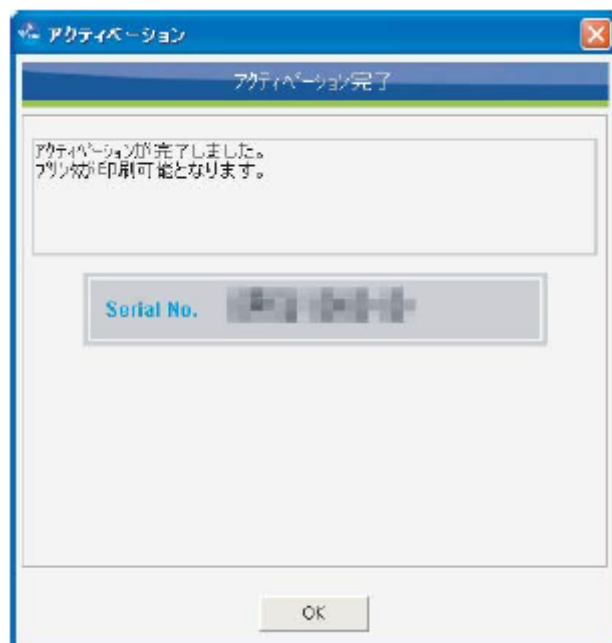 アクティベーション
アクティベーション完了
アクティベーションが完了しました。
プリンタが印刷可能となります。
Serial No.
OK